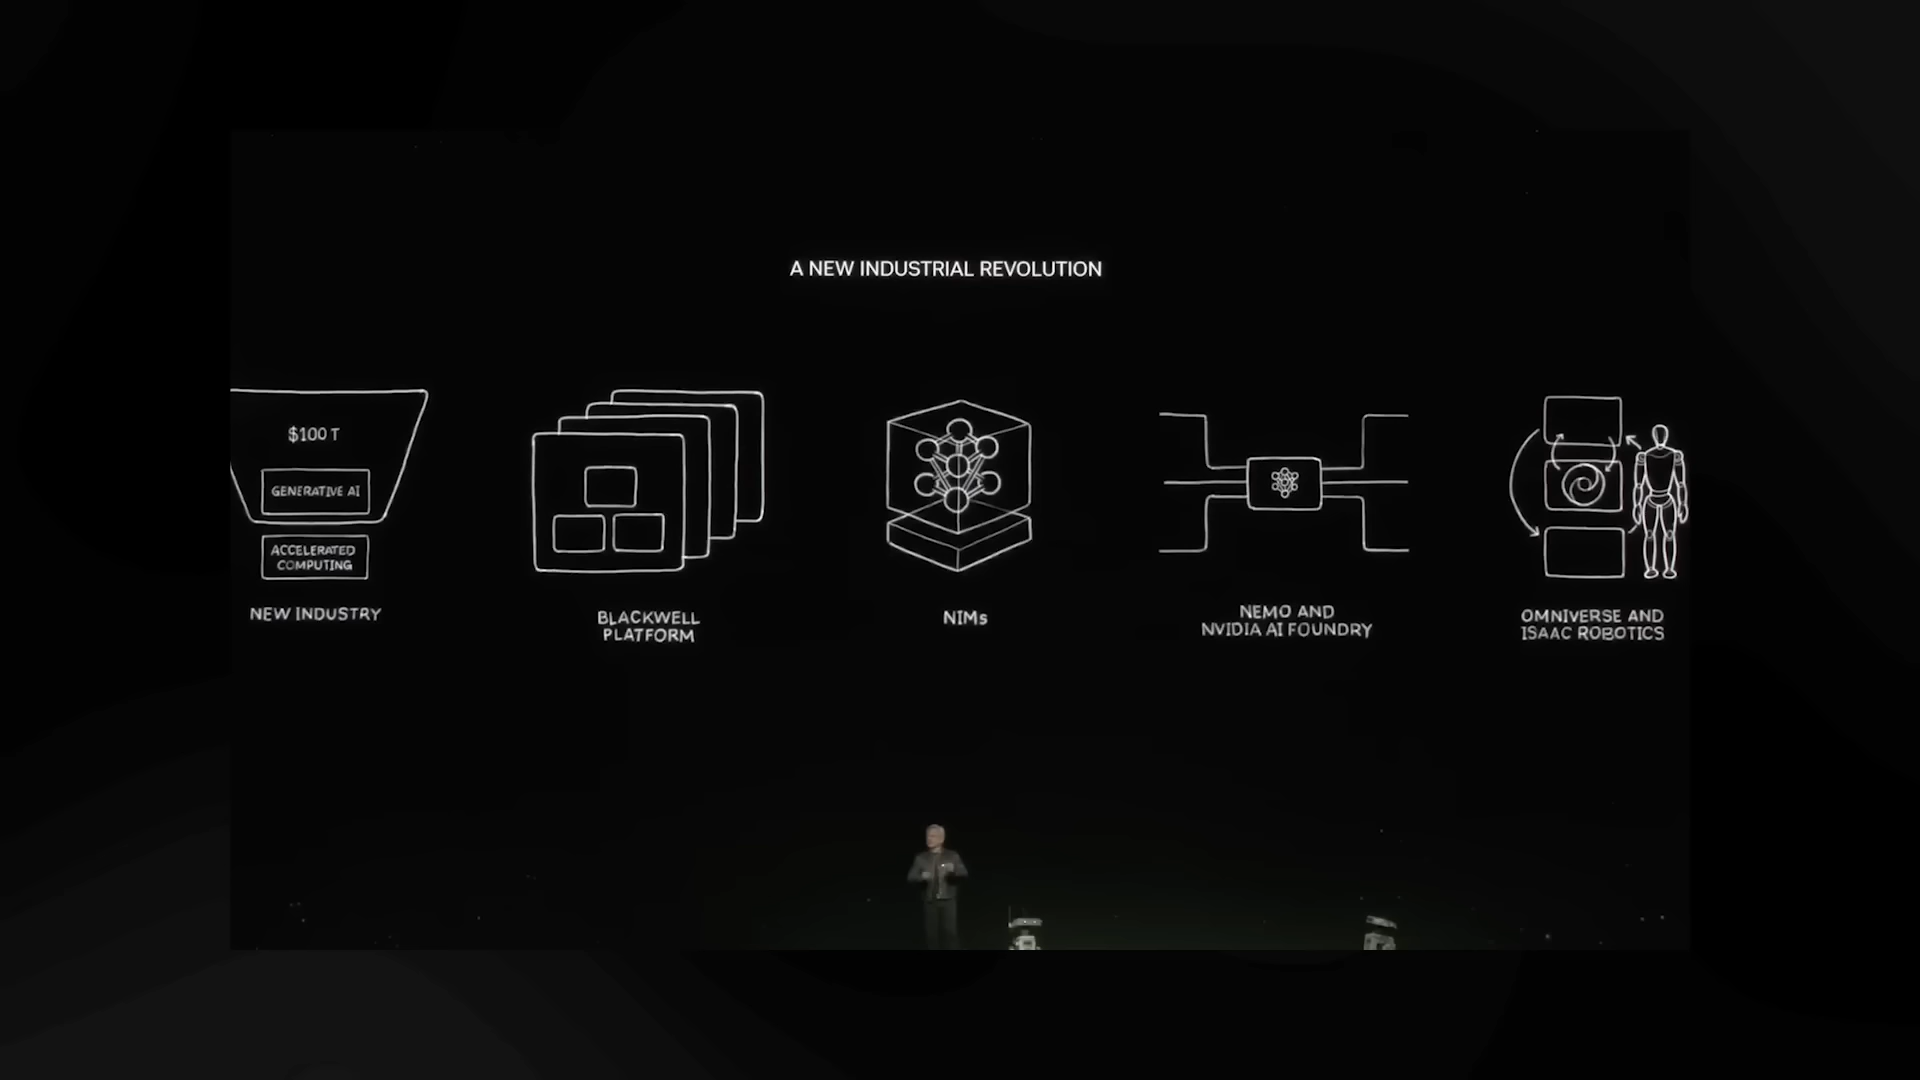 A NEW INDUSTRIAL REVOLUTION
$100 T
GENERATIVE AI
ACCELERATED
COMPUTING
NEW INDUSTRY
BLACKWELL
PLATFORM
NIMs
NEMO AND
NVIDIA AI FOUNDRY
OMNIVERSE AND
ISAAC ROBOTICS